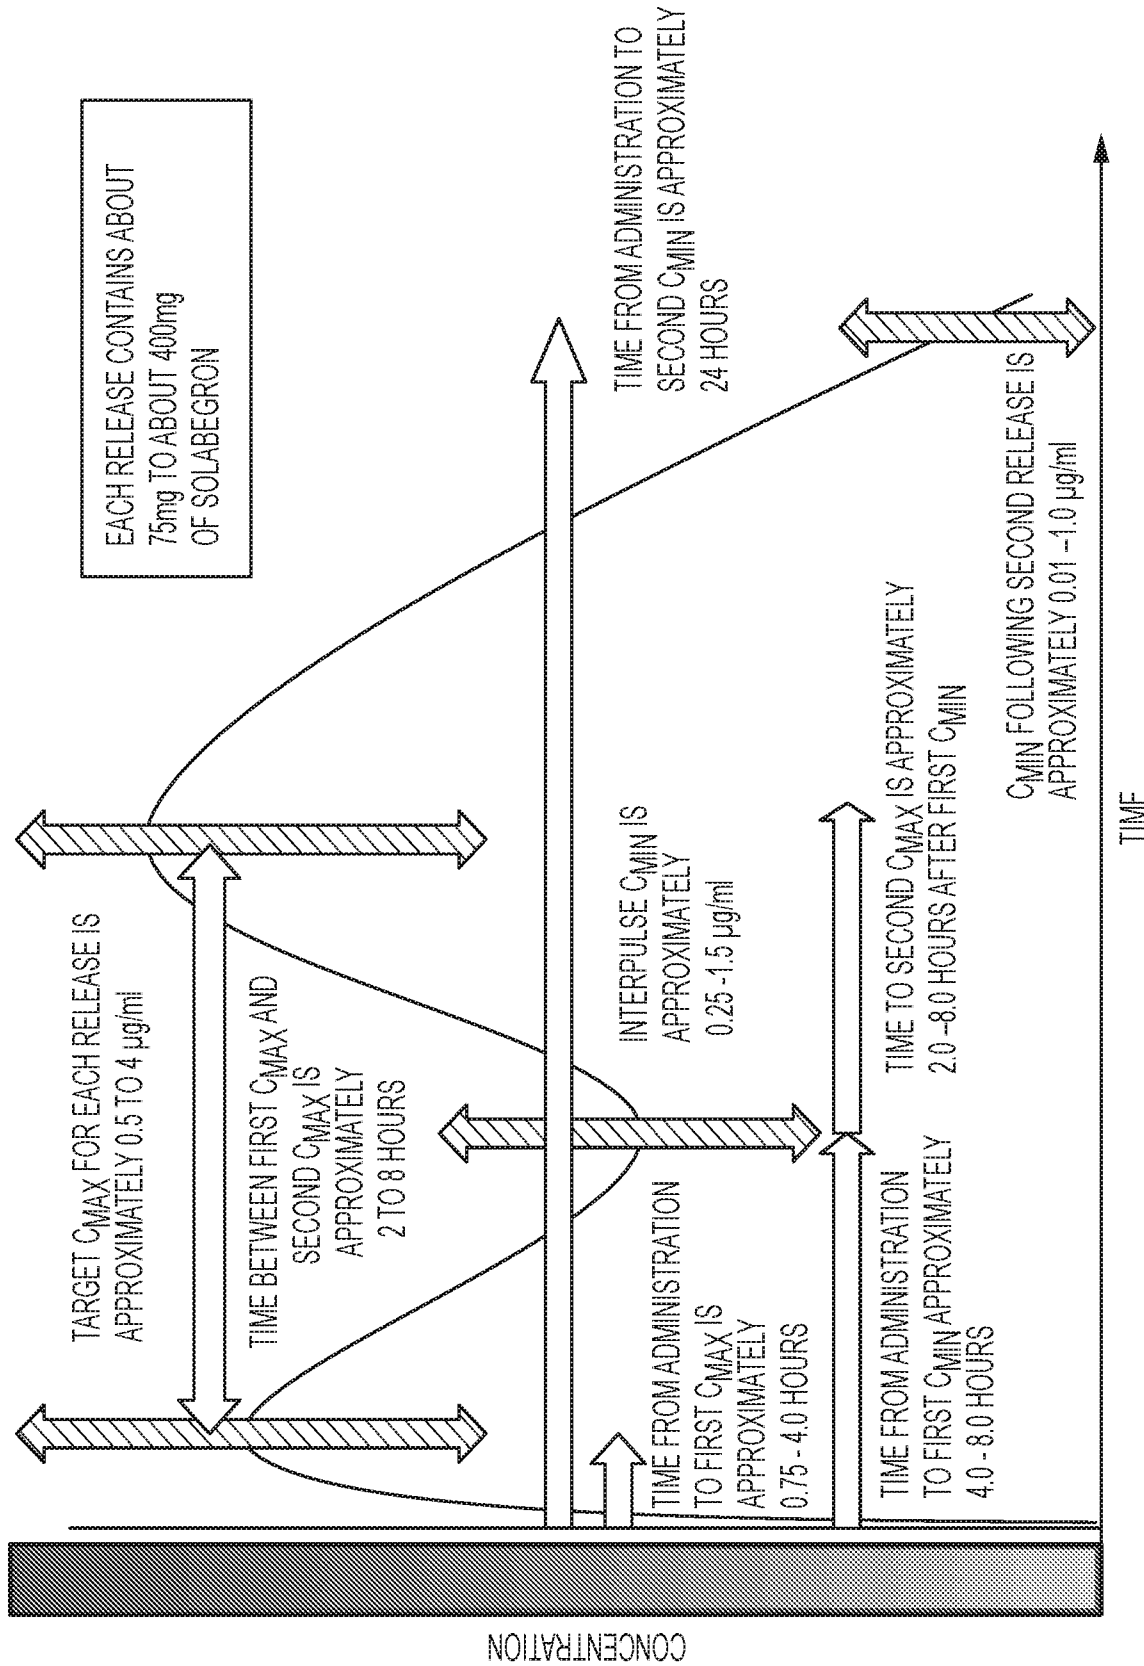 CONCENTRATION
TARGET CMAX FOR EACH RELEASE IS
APPROXIMATELY 0.5 TO 4 µg/ml
EACH RELEASE CONTAINS ABOUT
75mg TO ABOUT 400mg
OF SOLABEGRON
TIME BETWEEN FIRST CMAX AND
SECOND CMAX IS
APPROXIMATELY
2 TO 8 HOURS
TIME FROM ADMINISTRATION
TO FIRST CMAX IS
APPROXIMATELY
0.75 - 4.0 HOURS
INTERPULSE CMIN IS
APPROXIMATELY
0.25 -1.5 µg/ml
TIME FROM ADMINISTRATION TO
SECOND CMIN IS APPROXIMATELY
24 HOURS
TIME FROM ADMINISTRATION
TO FIRST CMIN APPROXIMATELY
4.0 - 8.0 HOURS
TIME TO SECOND CMAX IS APPROXIMATELY
2.0 –8.0 HOURS AFTER FIRST CMIN
CMIN FOLLOWING SECOND RELEASE IS
APPROXIMATELY 0.01 –1.0 µg/ml
TIME